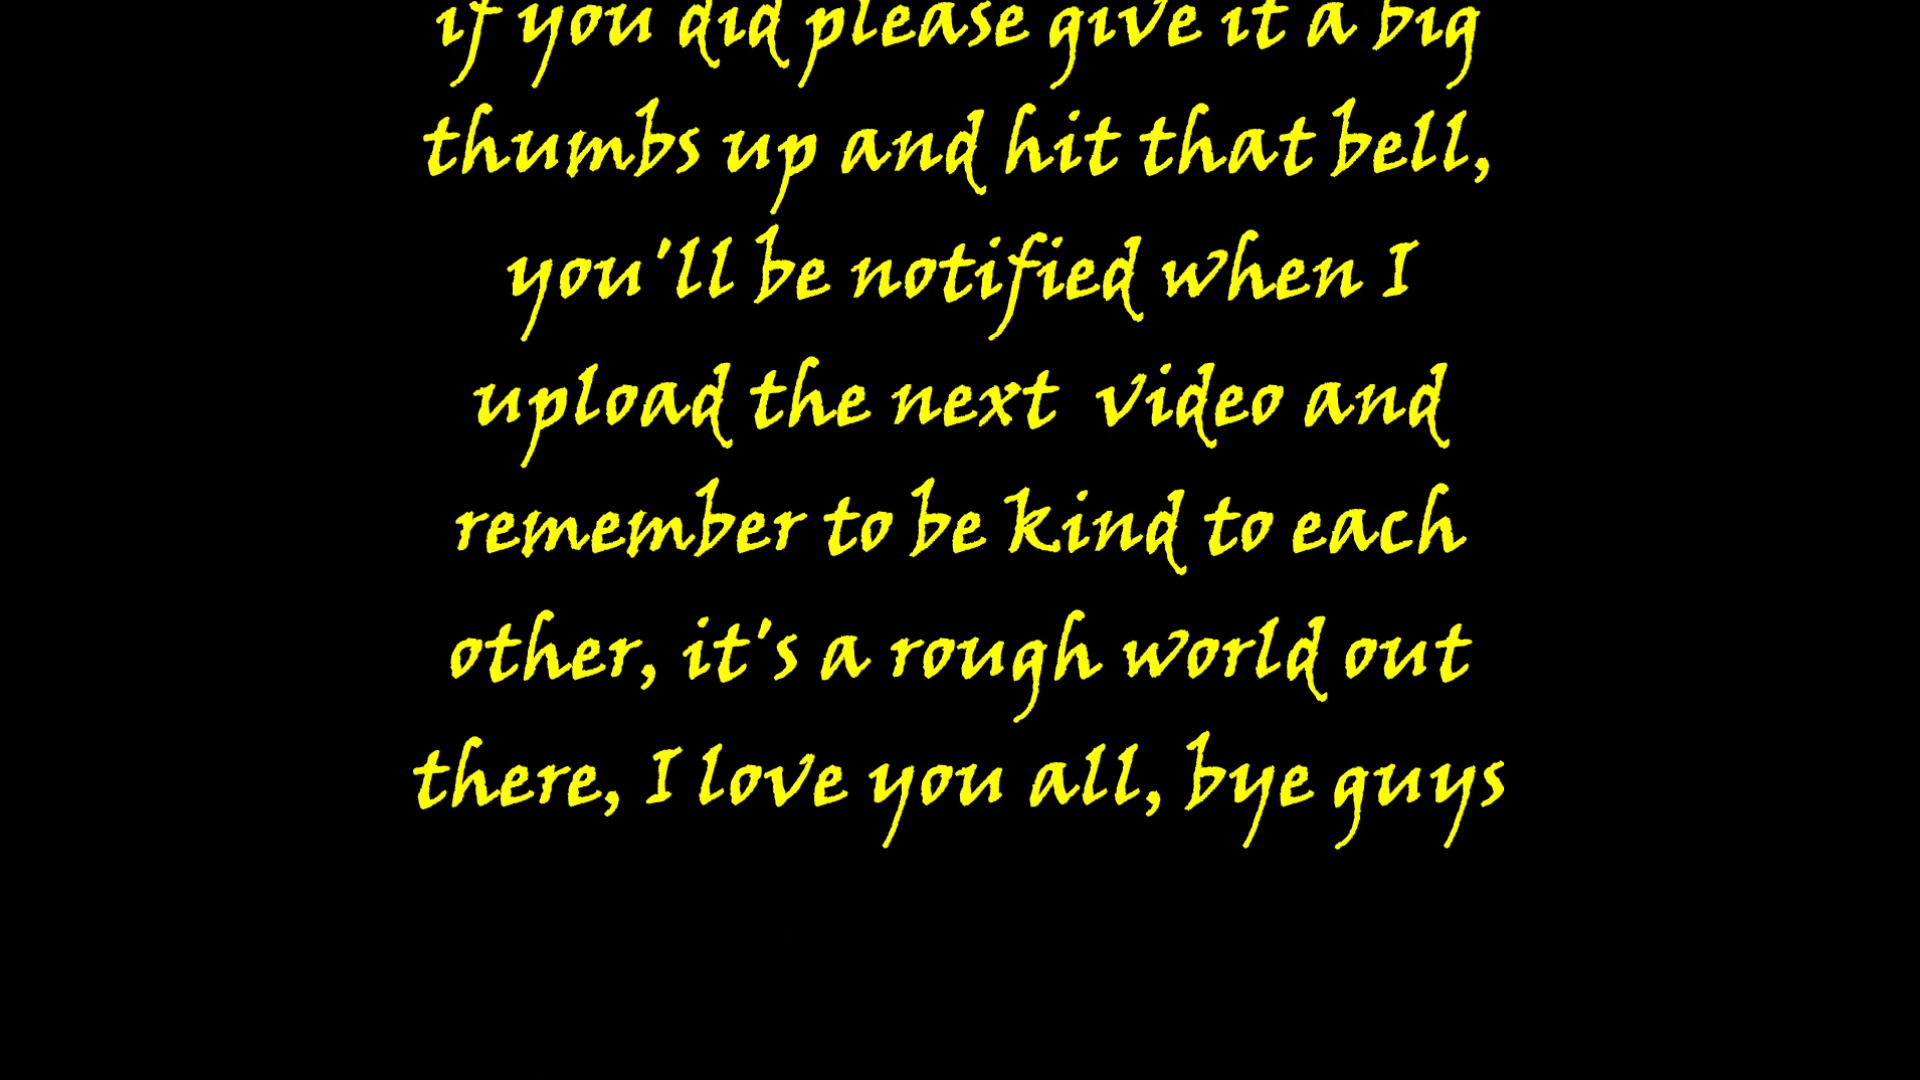 if you did please give it a big
thumbs up and hit that bell,
you'll be notified when I
upload the next video and
remember to be kind to each
other, it's a rough world out
there, I love you all, bye guys